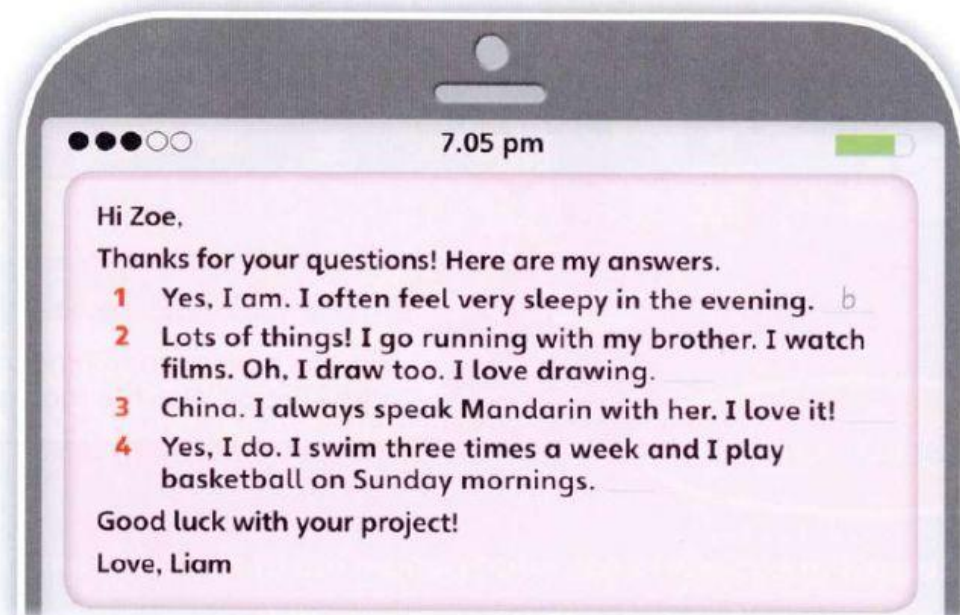 7.05 pm
Hi Zoe,
Thanks for your questions! Here are my answers.
1 Yes, I am. I often feel very sleepy in the evening. b
2 Lots of things! I go running with my brother. I watch
films. Oh, I draw too. I love drawing.
3 China. I always speak Mandarin with her. I love it!
4 Yes, I do. I swim three times a week and I play
basketball on Sunday mornings.
Good luck with your project!
Love, Liam